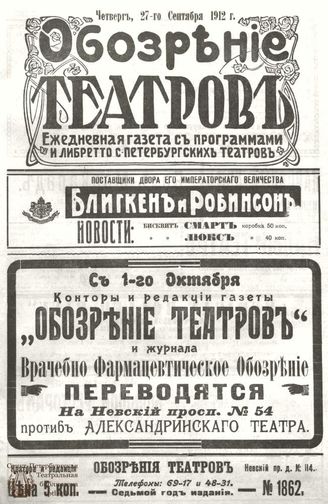 Четвергъ, 27-го Сентября 1912 г.
Обозрѣніе
ТЕАТРОВЪ
Ежедневная газета съ программами
и либретто С.-Петербургскихъ театровъ
ПОСТАВЩИКИ ДВОРА ЕГО ИМПЕРАТОРСКАГО ВЕЛИЧЕСТВА
Блигкенъ и Робинсонъ
НОВОСТИ: БИСКВИТЪ СМАРТЪ коробка 50 коп.
" " ЛЮКСЪ " 40 коп.
Съ 1-го Октября
Конторы и редакціи газеты
„ОБОЗРѢНІЕ ТЕАТРОВЪ“
и журнала
Врачебно Фармацевтическое Обозрѣніе
ПЕРЕВОДЯТСЯ
На Невскій просп. № 54
противъ АЛЕКСАНДРИНСКАГО ТЕАТРА.
редакція ОБОЗРѢНІЯ ТЕАТРОВЪ Невскій пр. д. № 114.
Театральная
Цѣна 5 коп. Телефоны: 69-17 и 48-31. № 1862.
Седьмой годъ изданія.